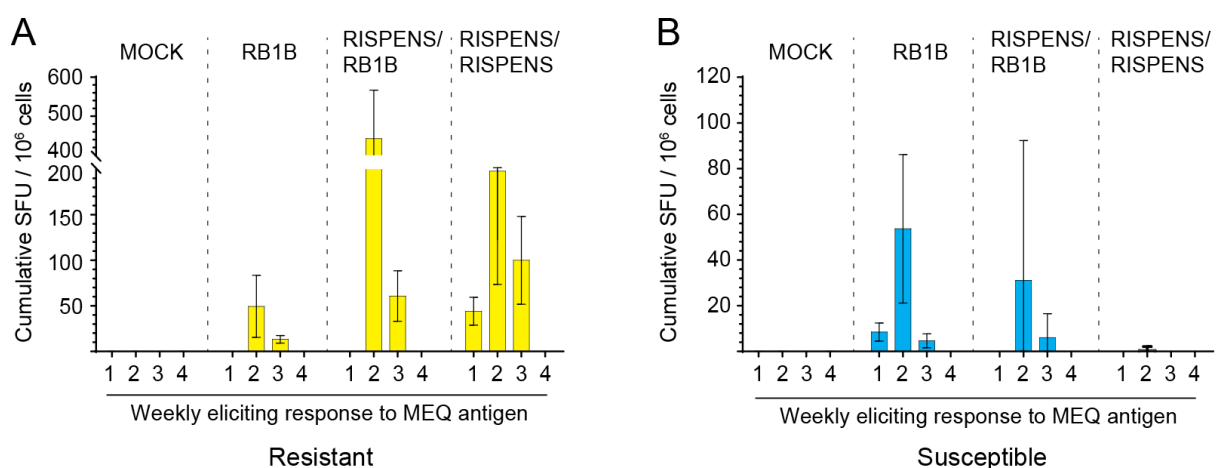 A
MOCK
RB1B
RISPENS/
RB1B
RISPENS/
RISPENS
Cumulative SFU / 10⁶ cells
600
500
400
200
150
100
50
1 2 3 4 1 2 3 4 1 2 3 4 1 2 3 4
Weekly eliciting response to MEQ antigen
Resistant
B
MOCK
RB1B
RISPENS/
RB1B
RISPENS/
RISPENS
Cumulative SFU / 10⁶ cells
120
100
80
60
40
20
1 2 3 4 1 2 3 4 1 2 3 4 1 2 3 4
Weekly eliciting response to MEQ antigen
Susceptible